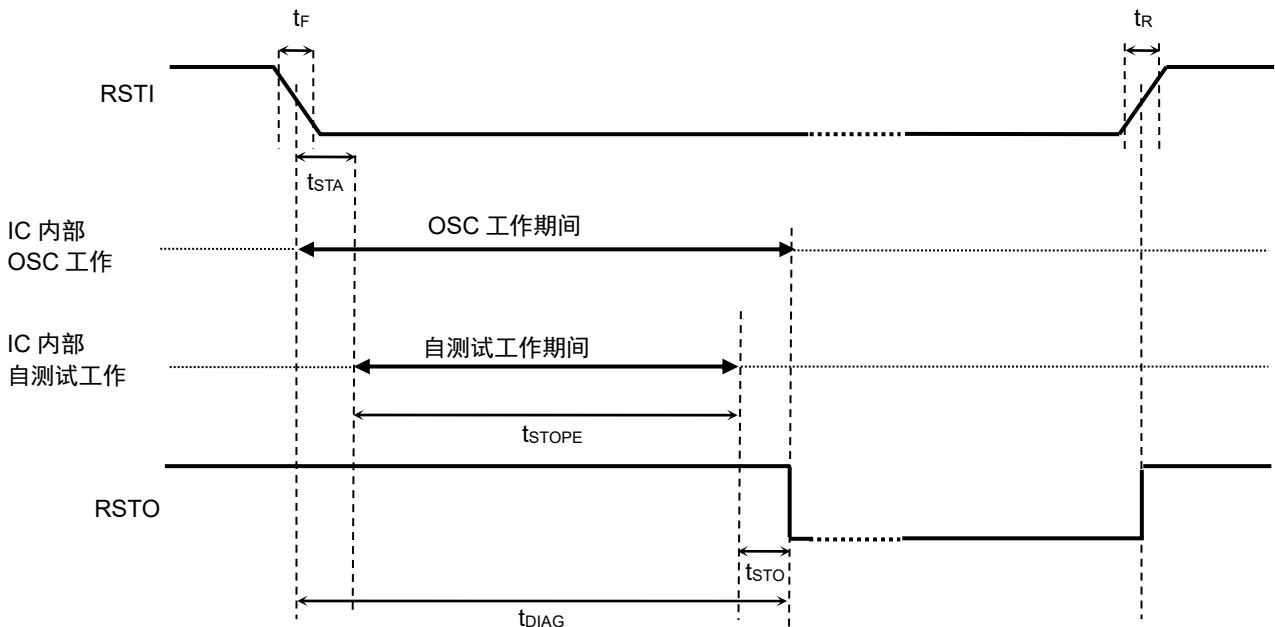 tF
tR
RSTI
tSTA
IC 内部
OSC 工作
OSC 工作期间
IC 内部
自测试工作
自测试工作期间
tSTOPE
RSTO
tSTO
tDIAG